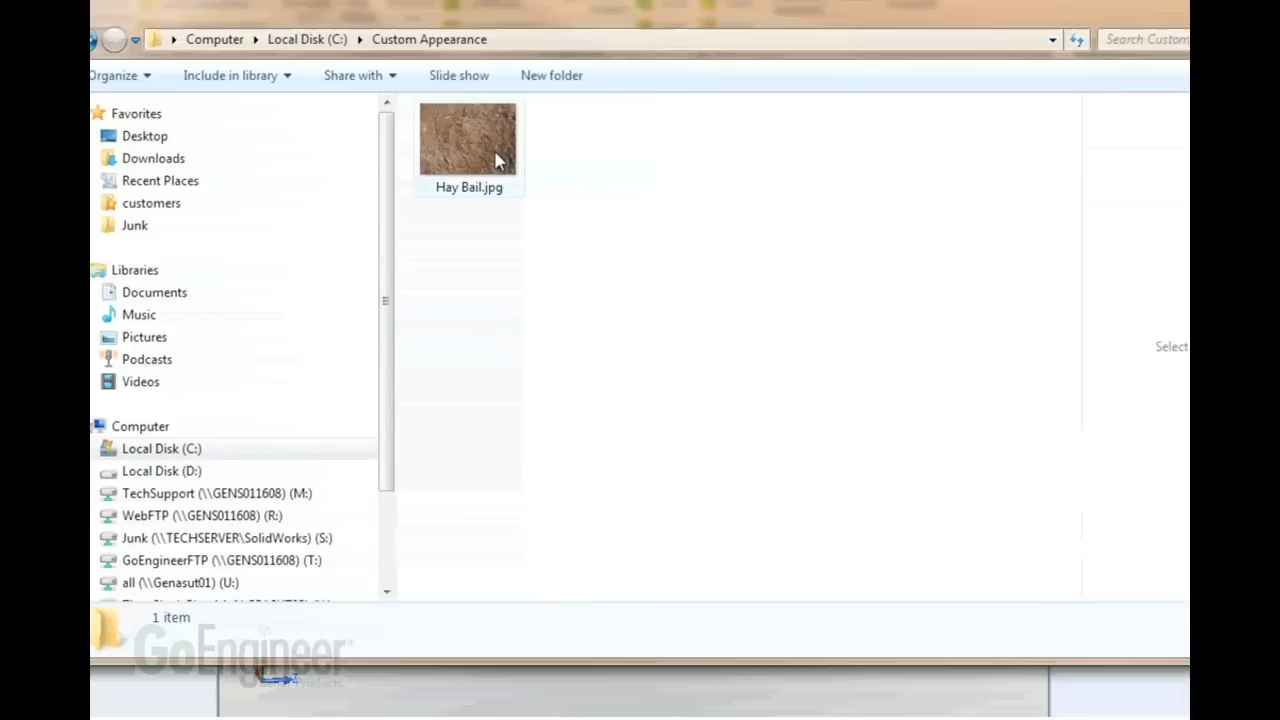 Computer Local Disk (C:) Custom Appearance
Search Custom
Organize Include in library Share with Slide show New folder
Favorites
Desktop
Downloads
Recent Places
customers
Junk
Libraries
Documents
Music
Pictures
Podcasts
Videos
Computer
Local Disk (C:)
Local Disk (D:)
TechSupport (\\GENS011608) (M:)
WebFTP (\\GENS011608) (R:)
Junk (\\TECHSERVER\SolidWorks) (S:)
GoEngineerFTP (\\GENS011608) (T:)
all (\\Genasut01) (U:)
Hay Bail.jpg
Select
1 item
GoEngineer